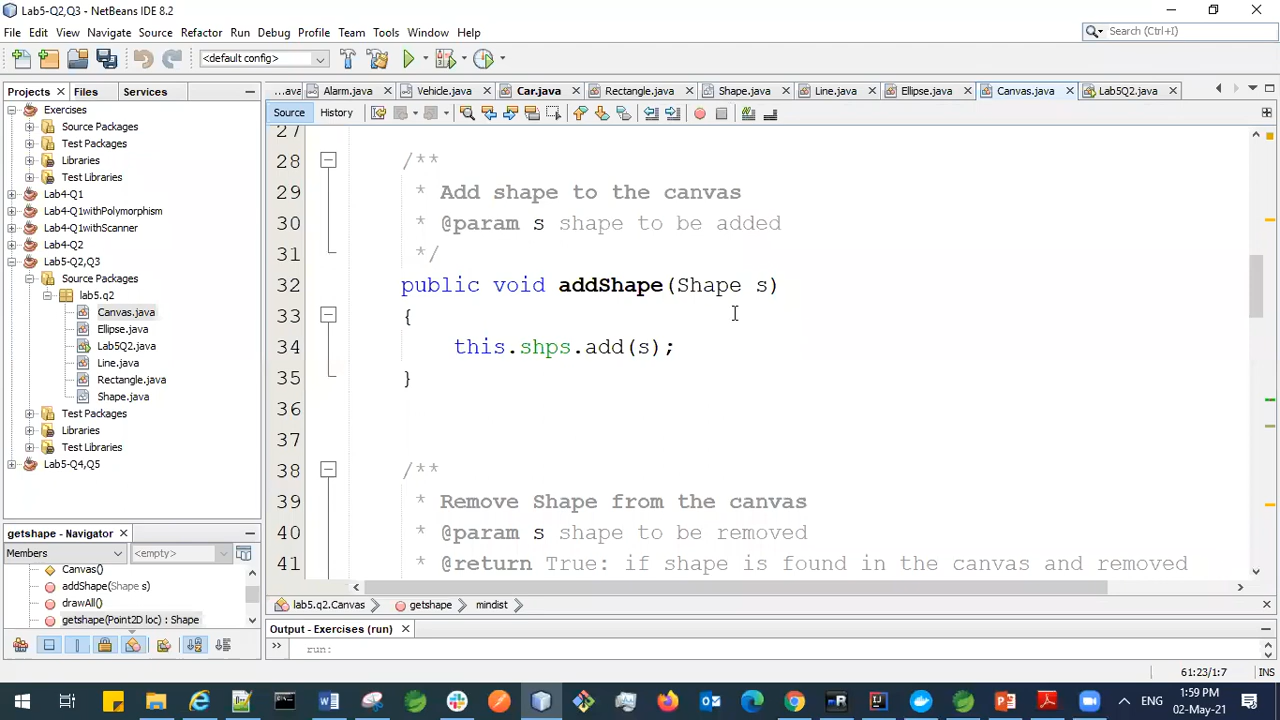 Lab5-Q2,Q3 - NetBeans IDE 8.2
File Edit View Navigate Source Refactor Run Debug Profile Team Tools Window Help
Search (Ctrl+I)
<default config>
Projects Files Services
...ava Alarm.java Vehicle.java Car.java Rectangle.java Shape.java Line.java Ellipse.java Canvas.java Lab5Q2.java
Source History
Exercises
Source Packages
Test Packages
Libraries
Test Libraries
Lab4-Q1
Lab4-Q1withPolymorphism
Lab4-Q1withScanner
Lab4-Q2
Lab5-Q2,Q3
Source Packages
lab5.q2
Canvas.java
Ellipse.java
Lab5Q2.java
Line.java
Rectangle.java
Shape.java
Test Packages
Libraries
Test Libraries
Lab5-Q4,Q5
27
28 /**
29 * Add shape to the canvas
30 * @param s shape to be added
31 */
32 public void addShape(Shape s)
33 {
34 this.shps.add(s);
35 }
36
37
38 /**
39 * Remove Shape from the canvas
40 * @param s shape to be removed
41 * @return True: if shape is found in the canvas and removed
getshape - Navigator
Members <empty>
Canvas()
addShape(Shape s)
drawAll()
getshape(Point2D loc) : Shape
lab5.q2.Canvas getshape mindist
Output - Exercises (run)
run:
61:23/1:7 INS
ENG
1:59 PM
02-May-21